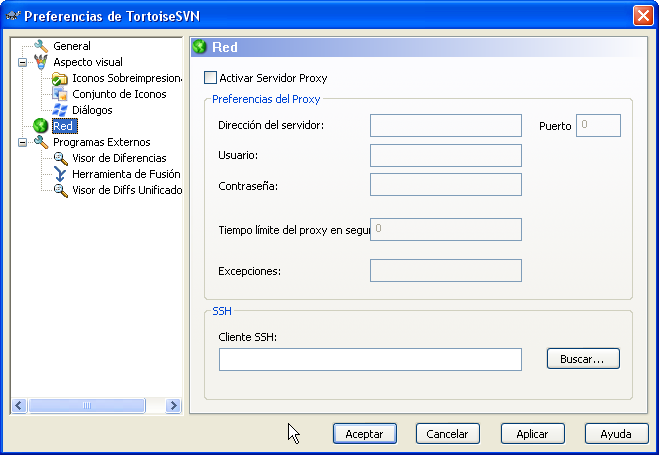 Preferencias de TortoiseSVN
General
Aspecto visual
Iconos Sobreimpresion
Conjunto de Iconos
Diálogos
Red
Programas Externos
Visor de Diferencias
Herramienta de Fusión
Visor de Diffs Unificado
Red
Activar Servidor Proxy
Preferencias del Proxy
Dirección del servidor:
Puerto 0
Usuario:
Contraseña:
Tiempo límite del proxy en segu 0
Excepciones:
SSH
Cliente SSH:
Buscar...
Aceptar Cancelar Aplicar Ayuda